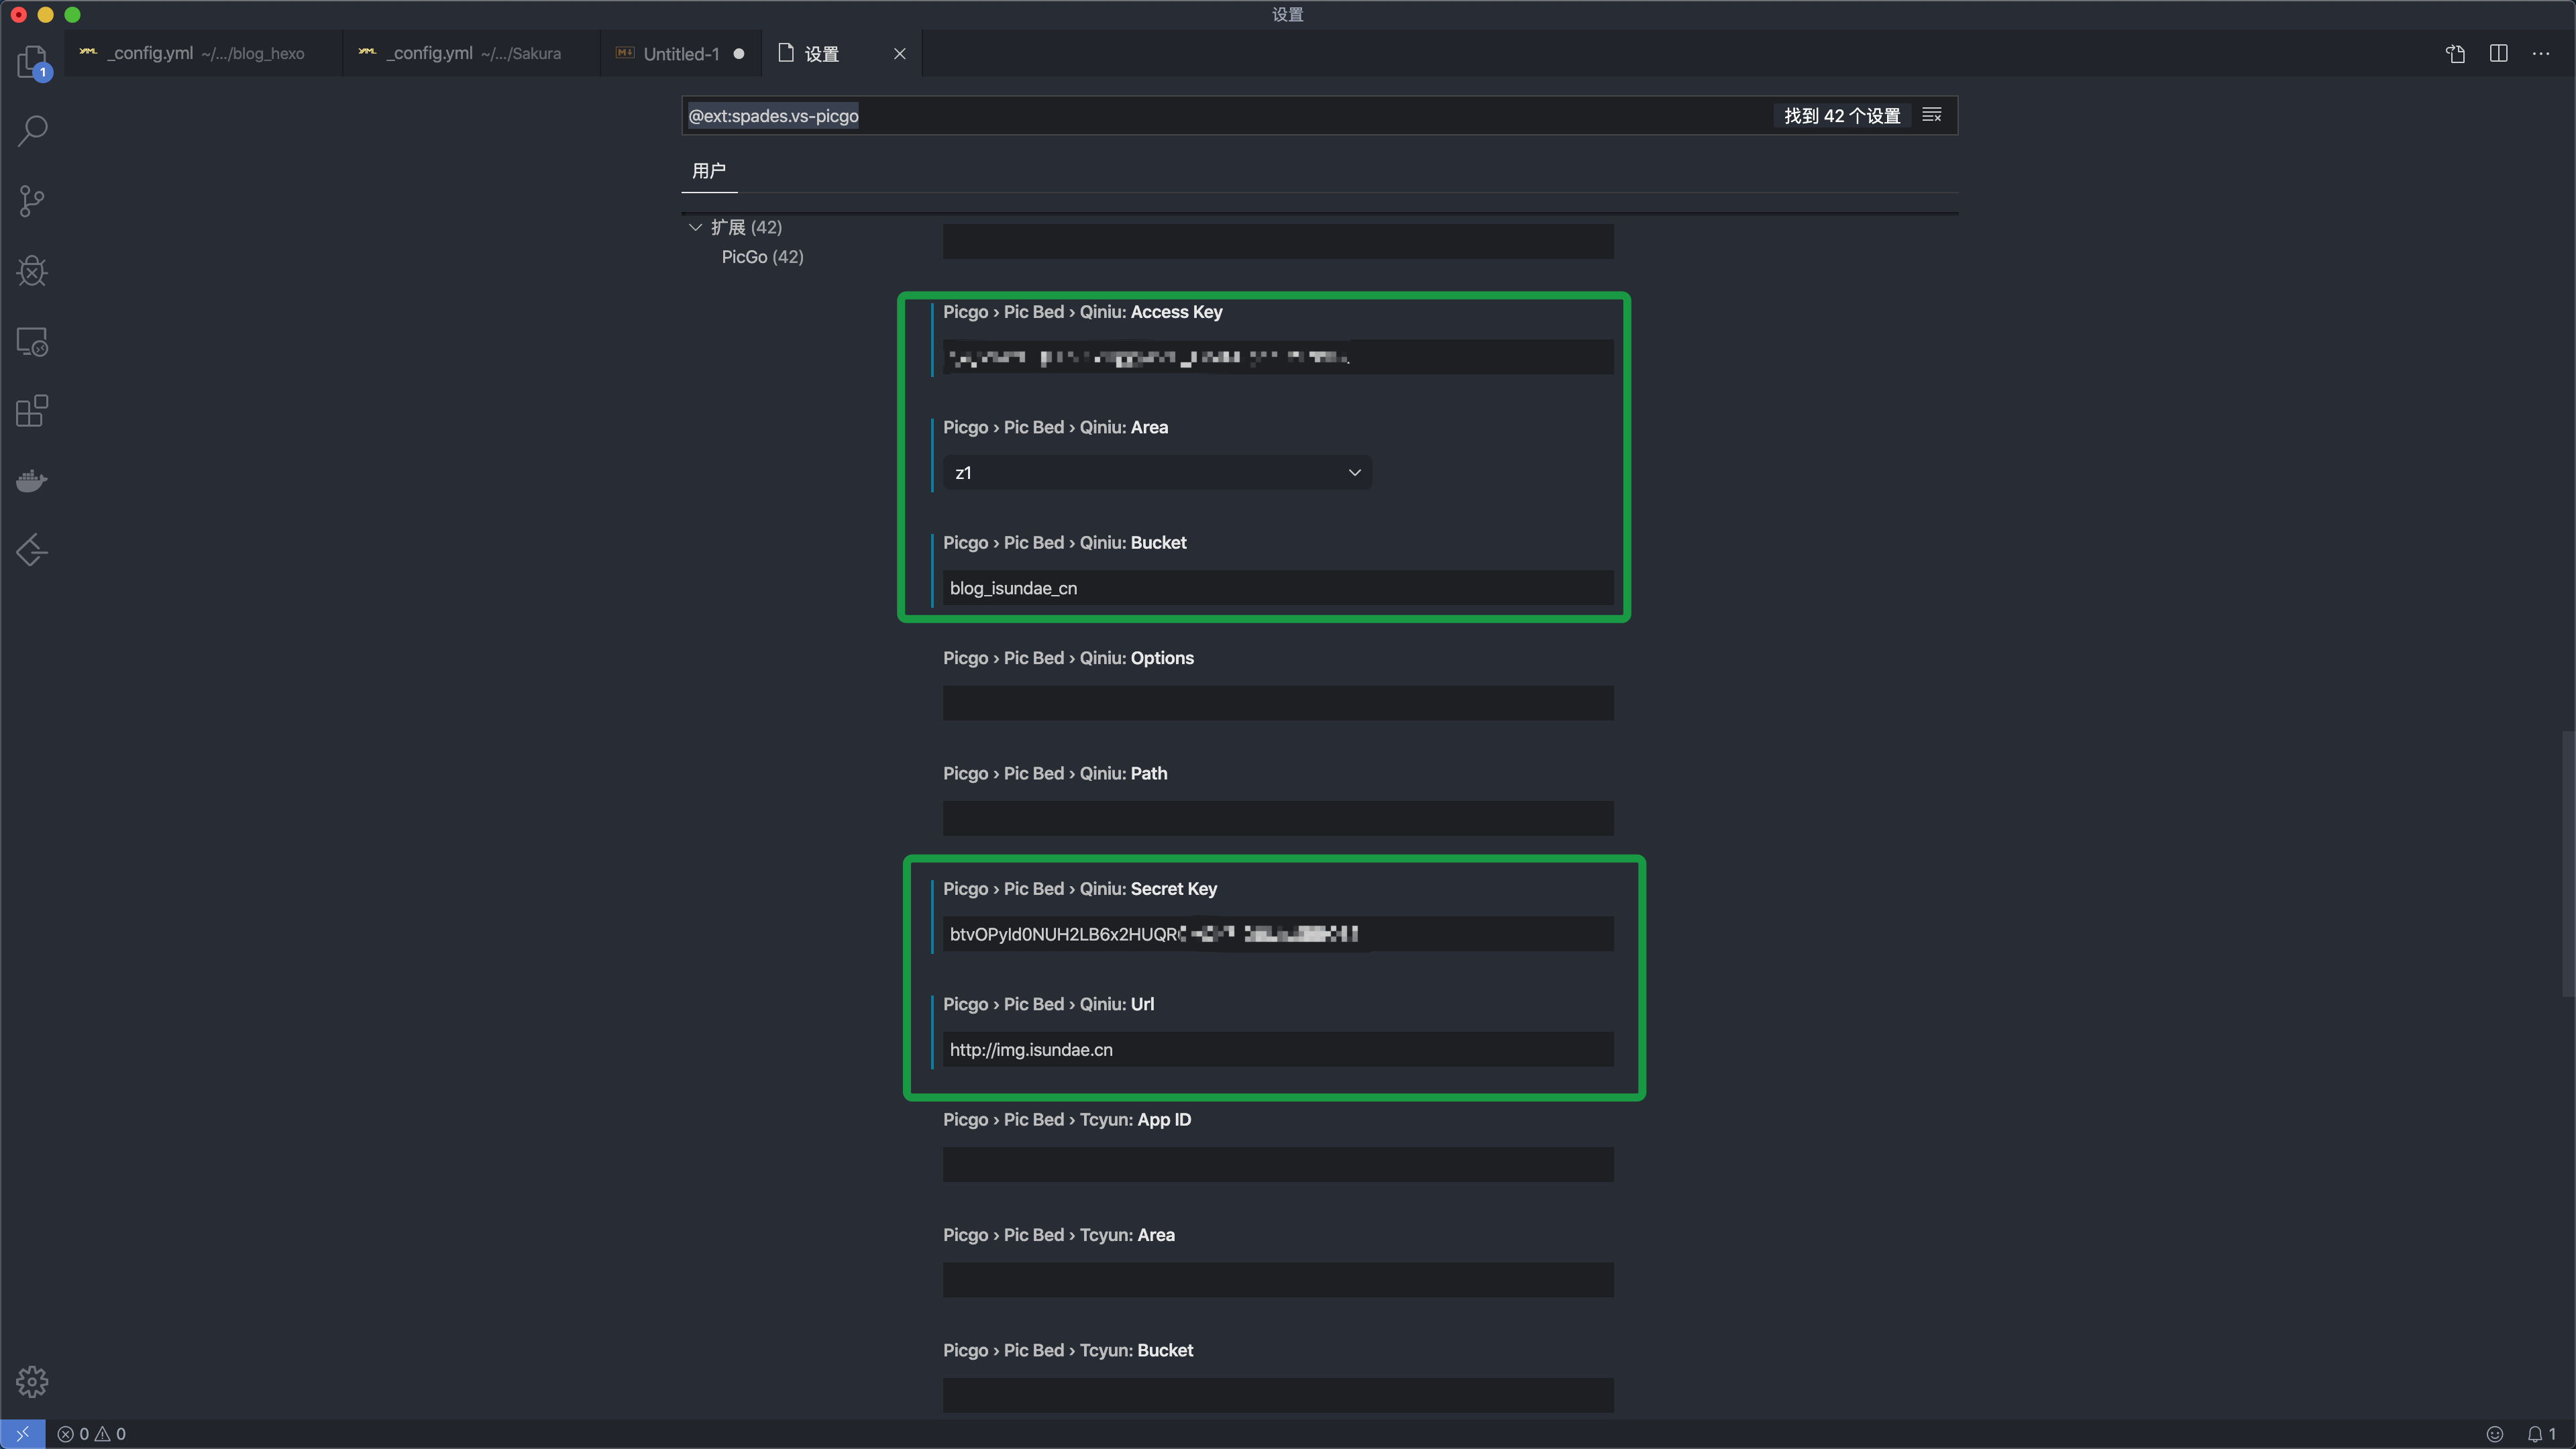 设置
_config.yml ~/.../blog_hexo
_config.yml ~/.../Sakura
Untitled-1
设置
1
@ext:spades.vs-picgo
找到 42 个设置
用户
扩展 (42)
PicGo (42)
Picgo › Pic Bed › Qiniu: Access Key
Picgo › Pic Bed › Qiniu: Area
z1
Picgo › Pic Bed › Qiniu: Bucket
blog_isundae_cn
Picgo › Pic Bed › Qiniu: Options
Picgo › Pic Bed › Qiniu: Path
Picgo › Pic Bed › Qiniu: Secret Key
Picgo › Pic Bed › Qiniu: Url
http://img.isundae.cn
Picgo › Pic Bed › Tcyun: App ID
Picgo › Pic Bed › Tcyun: Area
Picgo › Pic Bed › Tcyun: Bucket
0 0
1